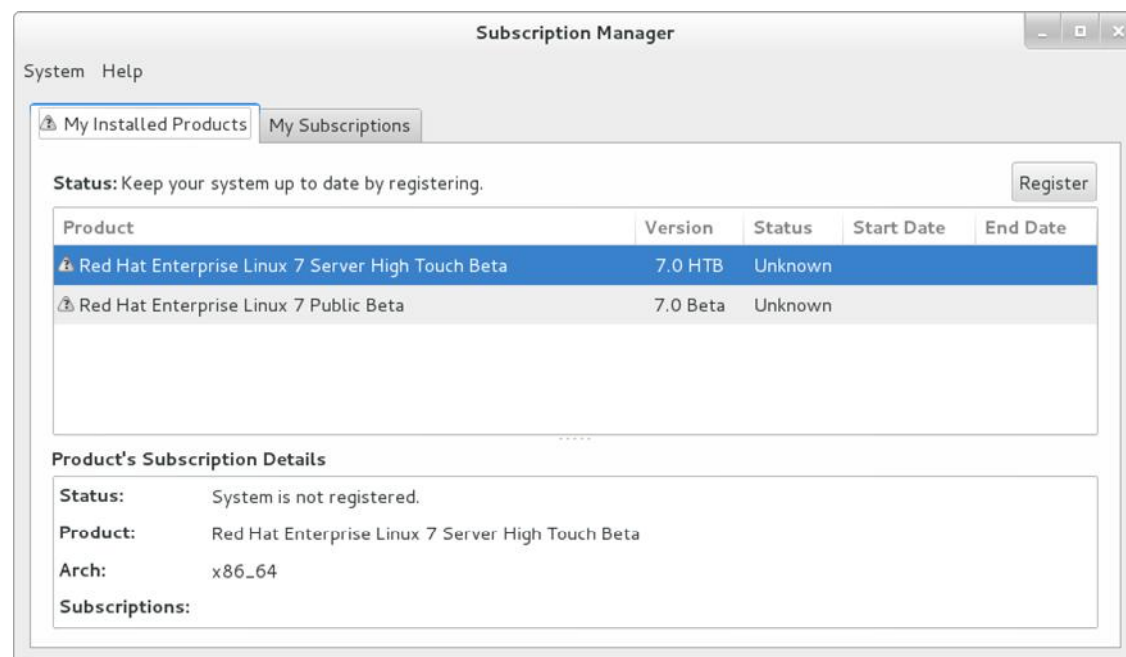 Subscription Manager
System Help
My Installed Products My Subscriptions
Status: Keep your system up to date by registering. Register
Product Version Status Start Date End Date
Red Hat Enterprise Linux 7 Server High Touch Beta 7.0 HTB Unknown
Red Hat Enterprise Linux 7 Public Beta 7.0 Beta Unknown
Product's Subscription Details
Status: System is not registered.
Product: Red Hat Enterprise Linux 7 Server High Touch Beta
Arch: x86_64
Subscriptions: